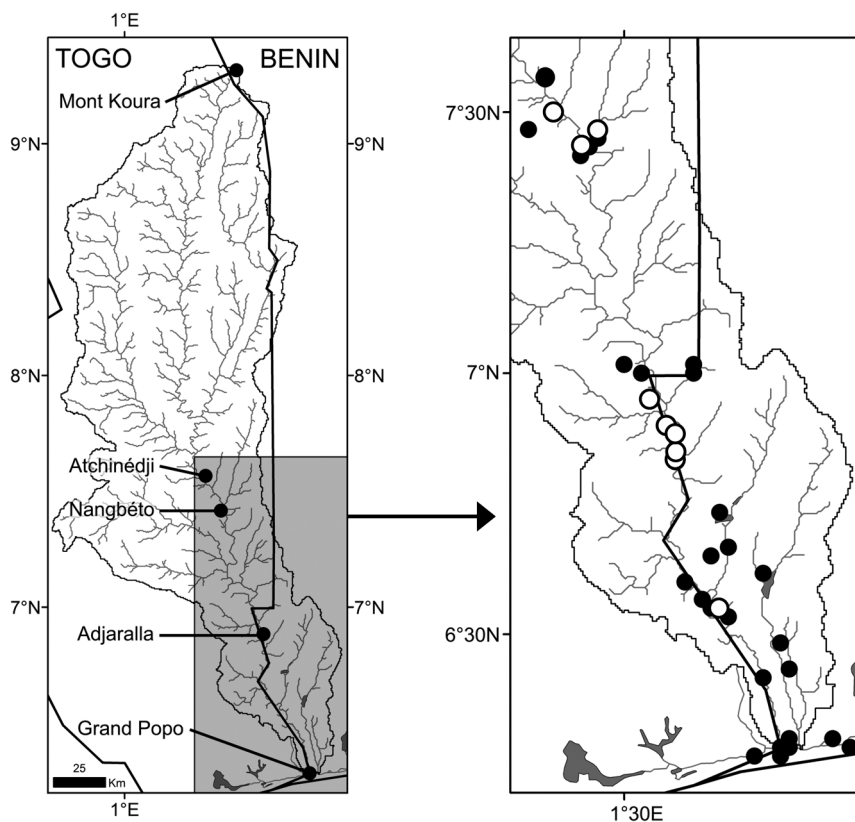 1°E
TOGO BENIN
Mont Koura
9°N 9°N
8°N 8°N
Atchinédji
Nangbéto
7°N 7°N
Adjaralla
Grand Popo
25
Km
1°E
7°30N
7°N
6°30N
1°30E